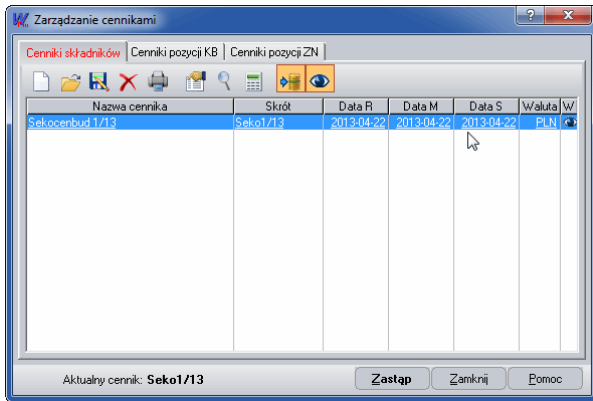 Zarządzanie cennikami
Cenniki składników Cenniki pozycji KB Cenniki pozycji ZN
Nazwa cennika Skrót Data R Data M Data S Waluta W
Sekocenbud 1/13 Seko1/13 2013-04-22 2013-04-22 2013-04-22 PLN
Aktualny cennik: Seko1/13 Zastąp Zamknij Pomoc